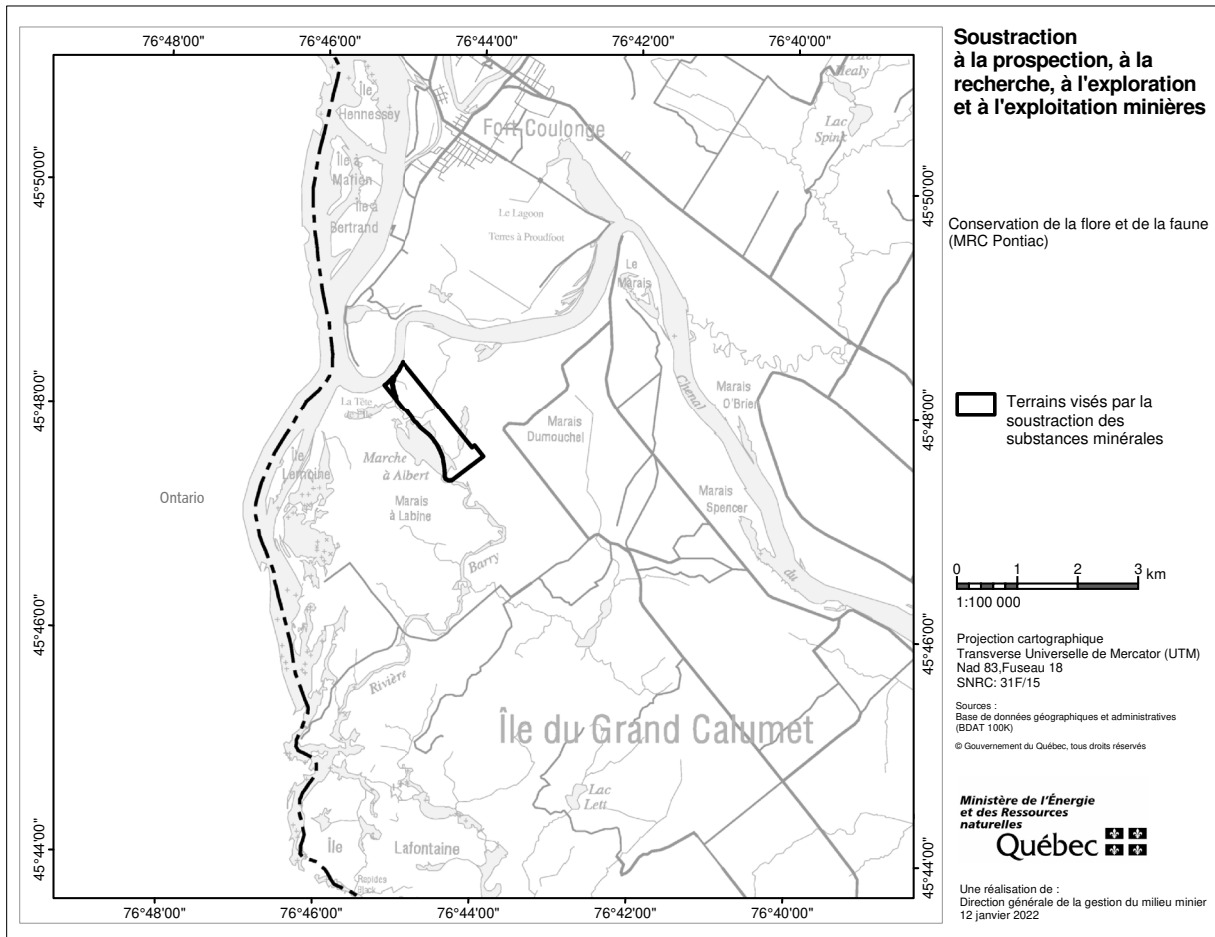 76°48'00" 76°46'00" 76°44'00" 76°42'00" 76°40'00"
Soustraction
à la prospection, à la
recherche, à l'exploration
et à l'exploitation minières
Conservation de la flore et de la faune
(MRC Pontiac)
Terrains visés par la
soustraction des
substances minérales
0 1 2 3 km
1:100 000
Projection cartographique
Transverse Universelle de Mercator (UTM)
Nad 83,Fuseau 18
SNRC: 31F/15
Sources :
Base de données géographiques et administratives
(BDAT 100K)
© Gouvernement du Québec, tous droits réservés
Ministère de l'Énergie
et des Ressources
naturelles
Québec
Une réalisation de :
Direction générale de la gestion du milieu minier
12 janvier 2022
45°50'00"
45°48'00"
45°46'00"
45°44'00"
45°50'00"
45°48'00"
45°46'00"
45°44'00"
Île
Hennessey
Fort Coulonge
Lac
Healy
Lac
Spink
Île à
Matien
Île à
Bertrand
Le Lagoon
Terres à Proudfoot
Le
Marais
La Tête
de l'Île
Chenal
du
Marais
O'Brier
Marais
Dumouchel
Marche
à Albert
Île
Lemoine
Ontario
Marais
à Labine
Marais
Spencer
Barry
Rivière
Île du Grand Calumet
Lac
Lett
Île
Lafontaine
Rapides
Black
76°48'00" 76°46'00" 76°44'00" 76°42'00" 76°40'00"